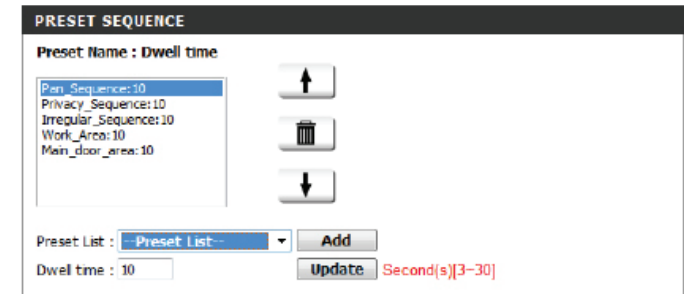 PRESET SEQUENCE
Preset Name : Dwell time
Pan_Sequence:10
Privacy_Sequence:10
Irregular_Sequence:10
Work_Area:10
Main_door_area:10
Preset List : --Preset List-- Add
Dwell time : 10 Update Second(s)[3-30]